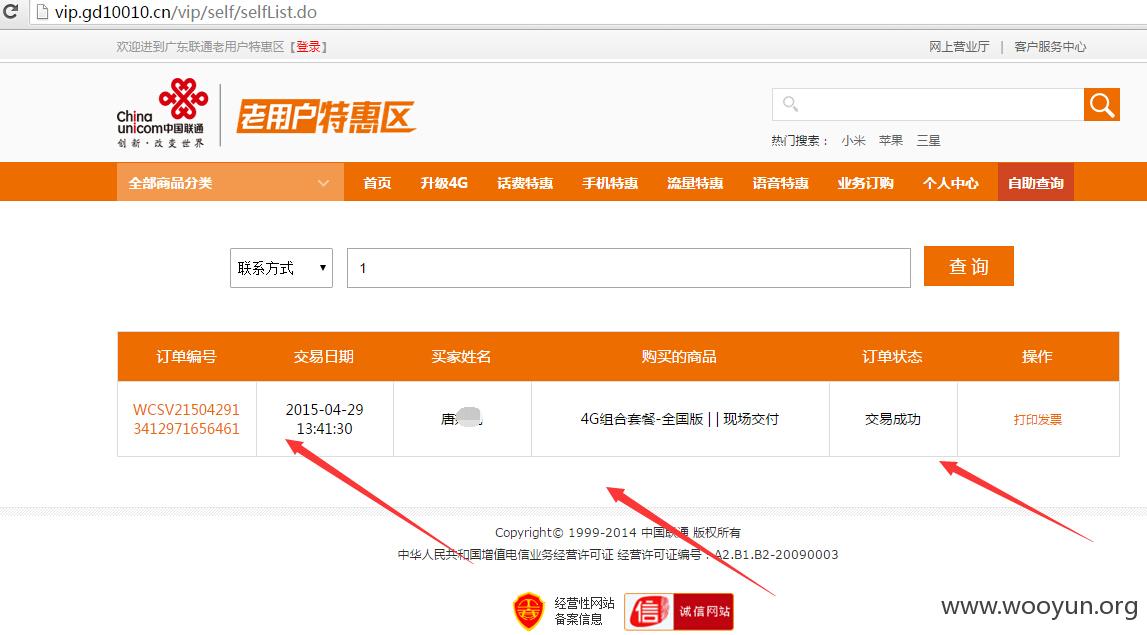 vip.gd10010.cn/vip/self/selfList.do
欢迎进到广东联通老用户特惠区【登录】
网上营业厅 | 客户服务中心
China
unicom中国联通
创新·改变世界
老用户特惠区
热门搜索： 小米 苹果 三星
全部商品分类 首页 升级4G 话费特惠 手机特惠 流量特惠 语音特惠 业务订购 个人中心 自助查询
联系方式 1 查询
订单编号 交易日期 买家姓名 购买的商品 订单状态 操作
WCSV21504291 2015-04-29
3412971656461 13:41:30
唐 4G组合套餐-全国版 | | 现场交付 交易成功 打印发票
Copyright© 1999-2014 中国联通 版权所有
中华人民共和国增值电信业务经营许可证 经营许可证编号：A2.B1.B2-20090003
经营性网站
备案信息
信 诚信网站
www.wooyun.org